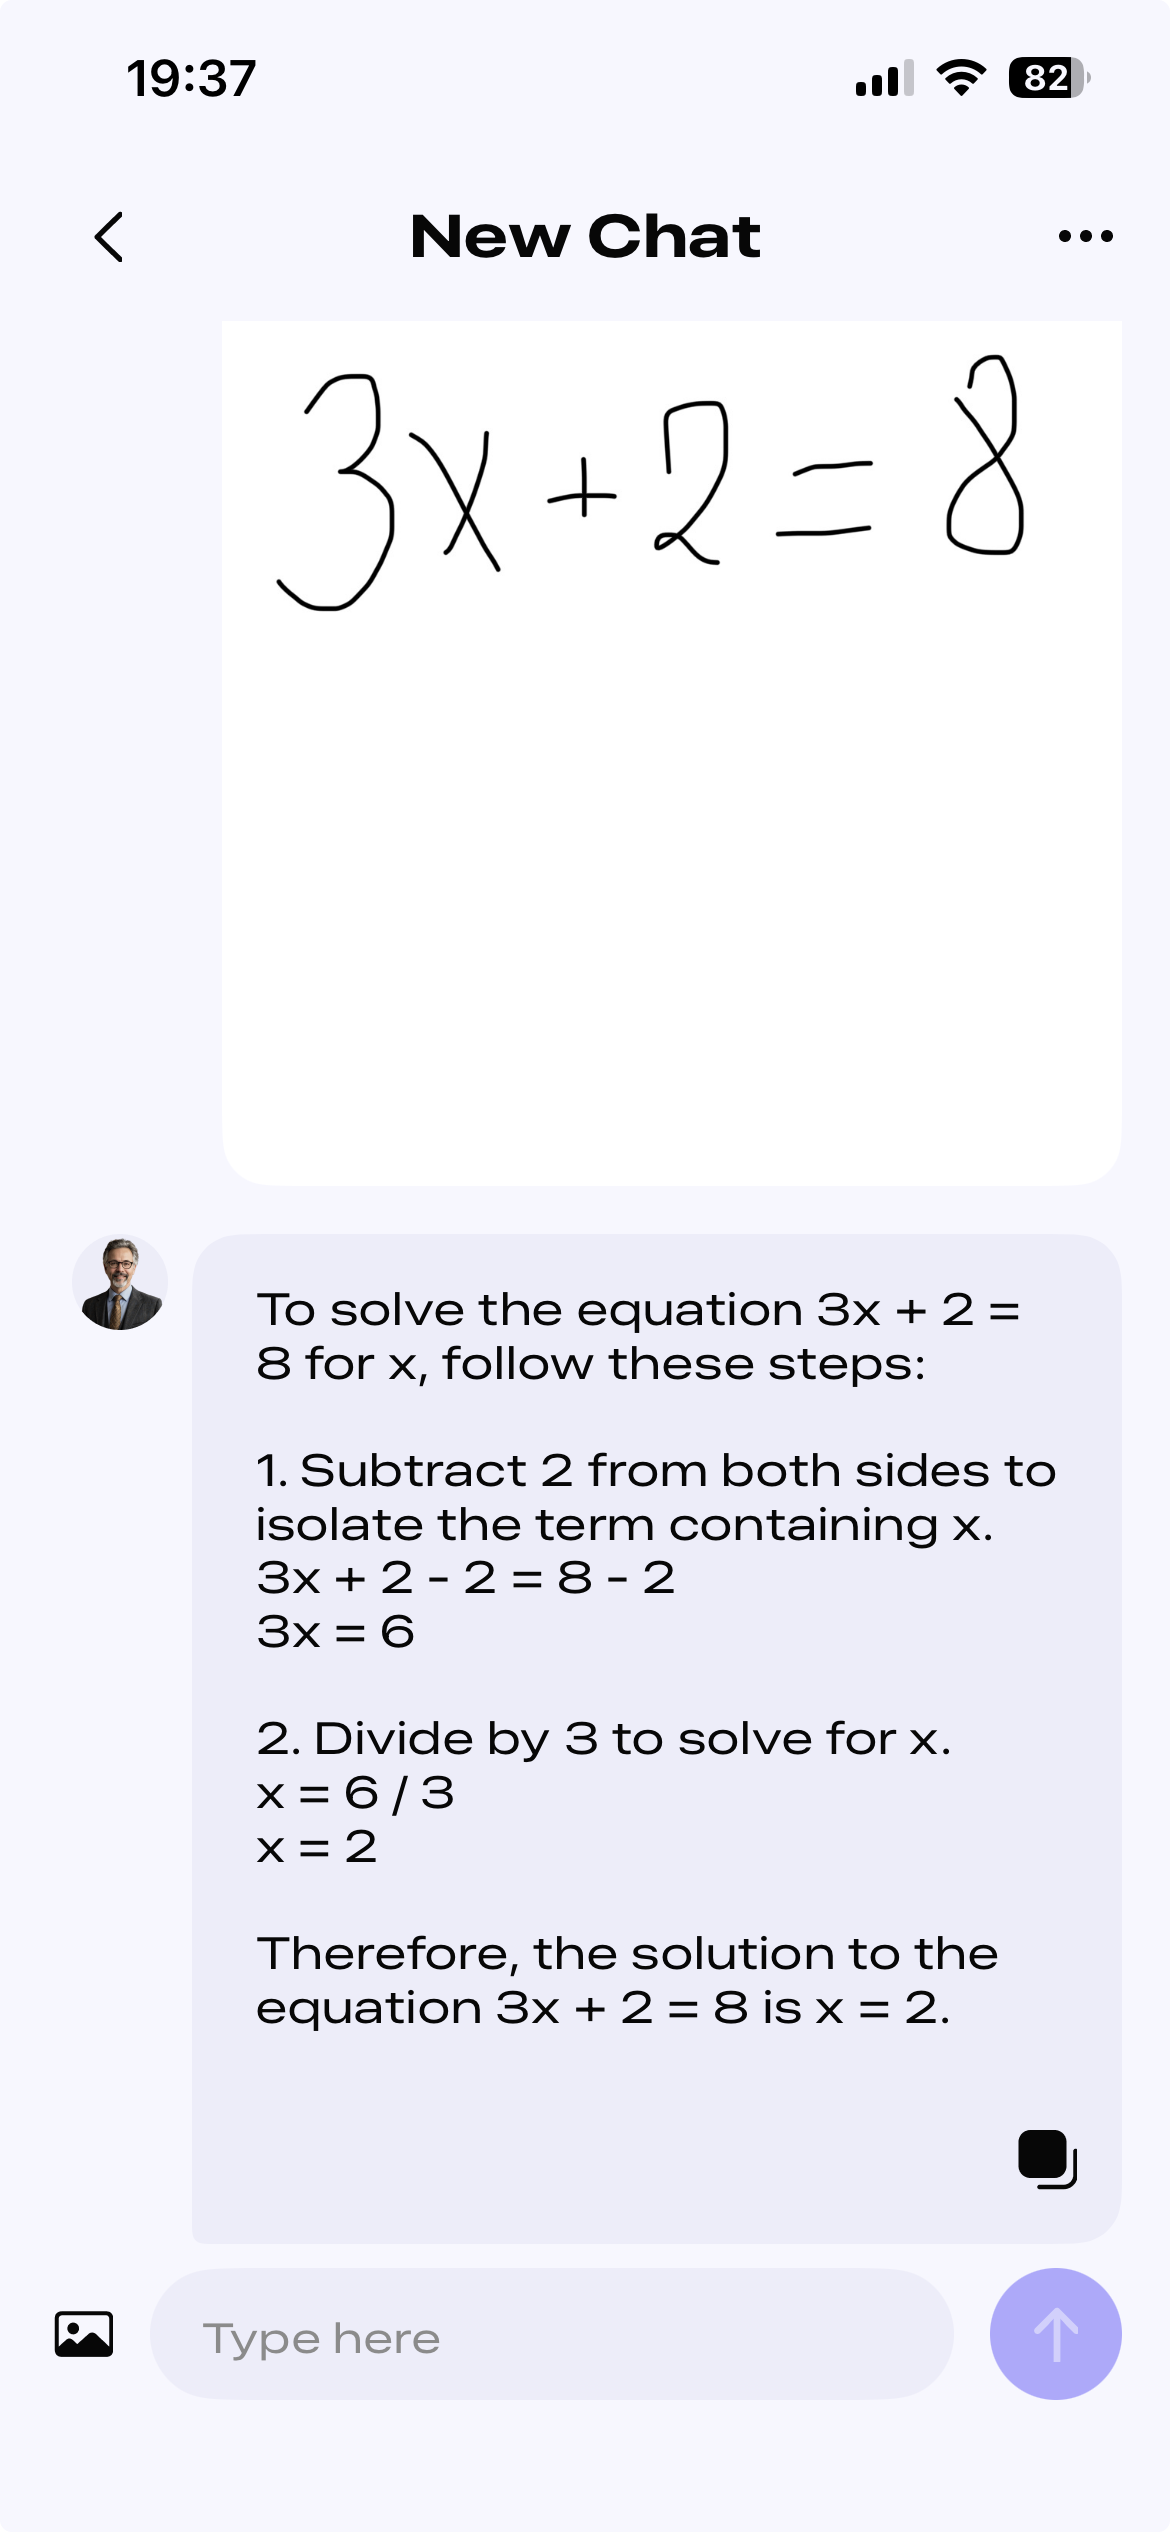 19:37
82
New Chat
3x + 2 = 8
To solve the equation 3x + 2 =
8 for x, follow these steps:
1. Subtract 2 from both sides to
isolate the term containing x.
3x + 2 - 2 = 8 - 2
3x = 6
2. Divide by 3 to solve for x.
x = 6 / 3
x = 2
Therefore, the solution to the
equation 3x + 2 = 8 is x = 2.
Type here